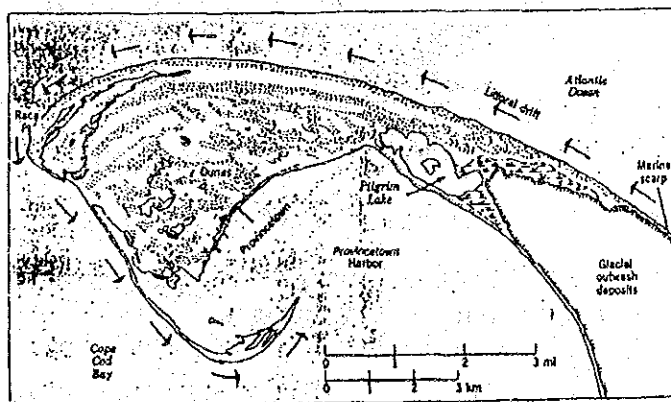 Atlantic
Ocean
Littoral drift
Race
Marine
scarp
Dunes
Pilgrim
Lake
Provincetown
Provincetown
Harbor
Glacial
outwash
deposits
Cape
Cod
Bay
0 1 2 3 mi
0 1 2 3 km